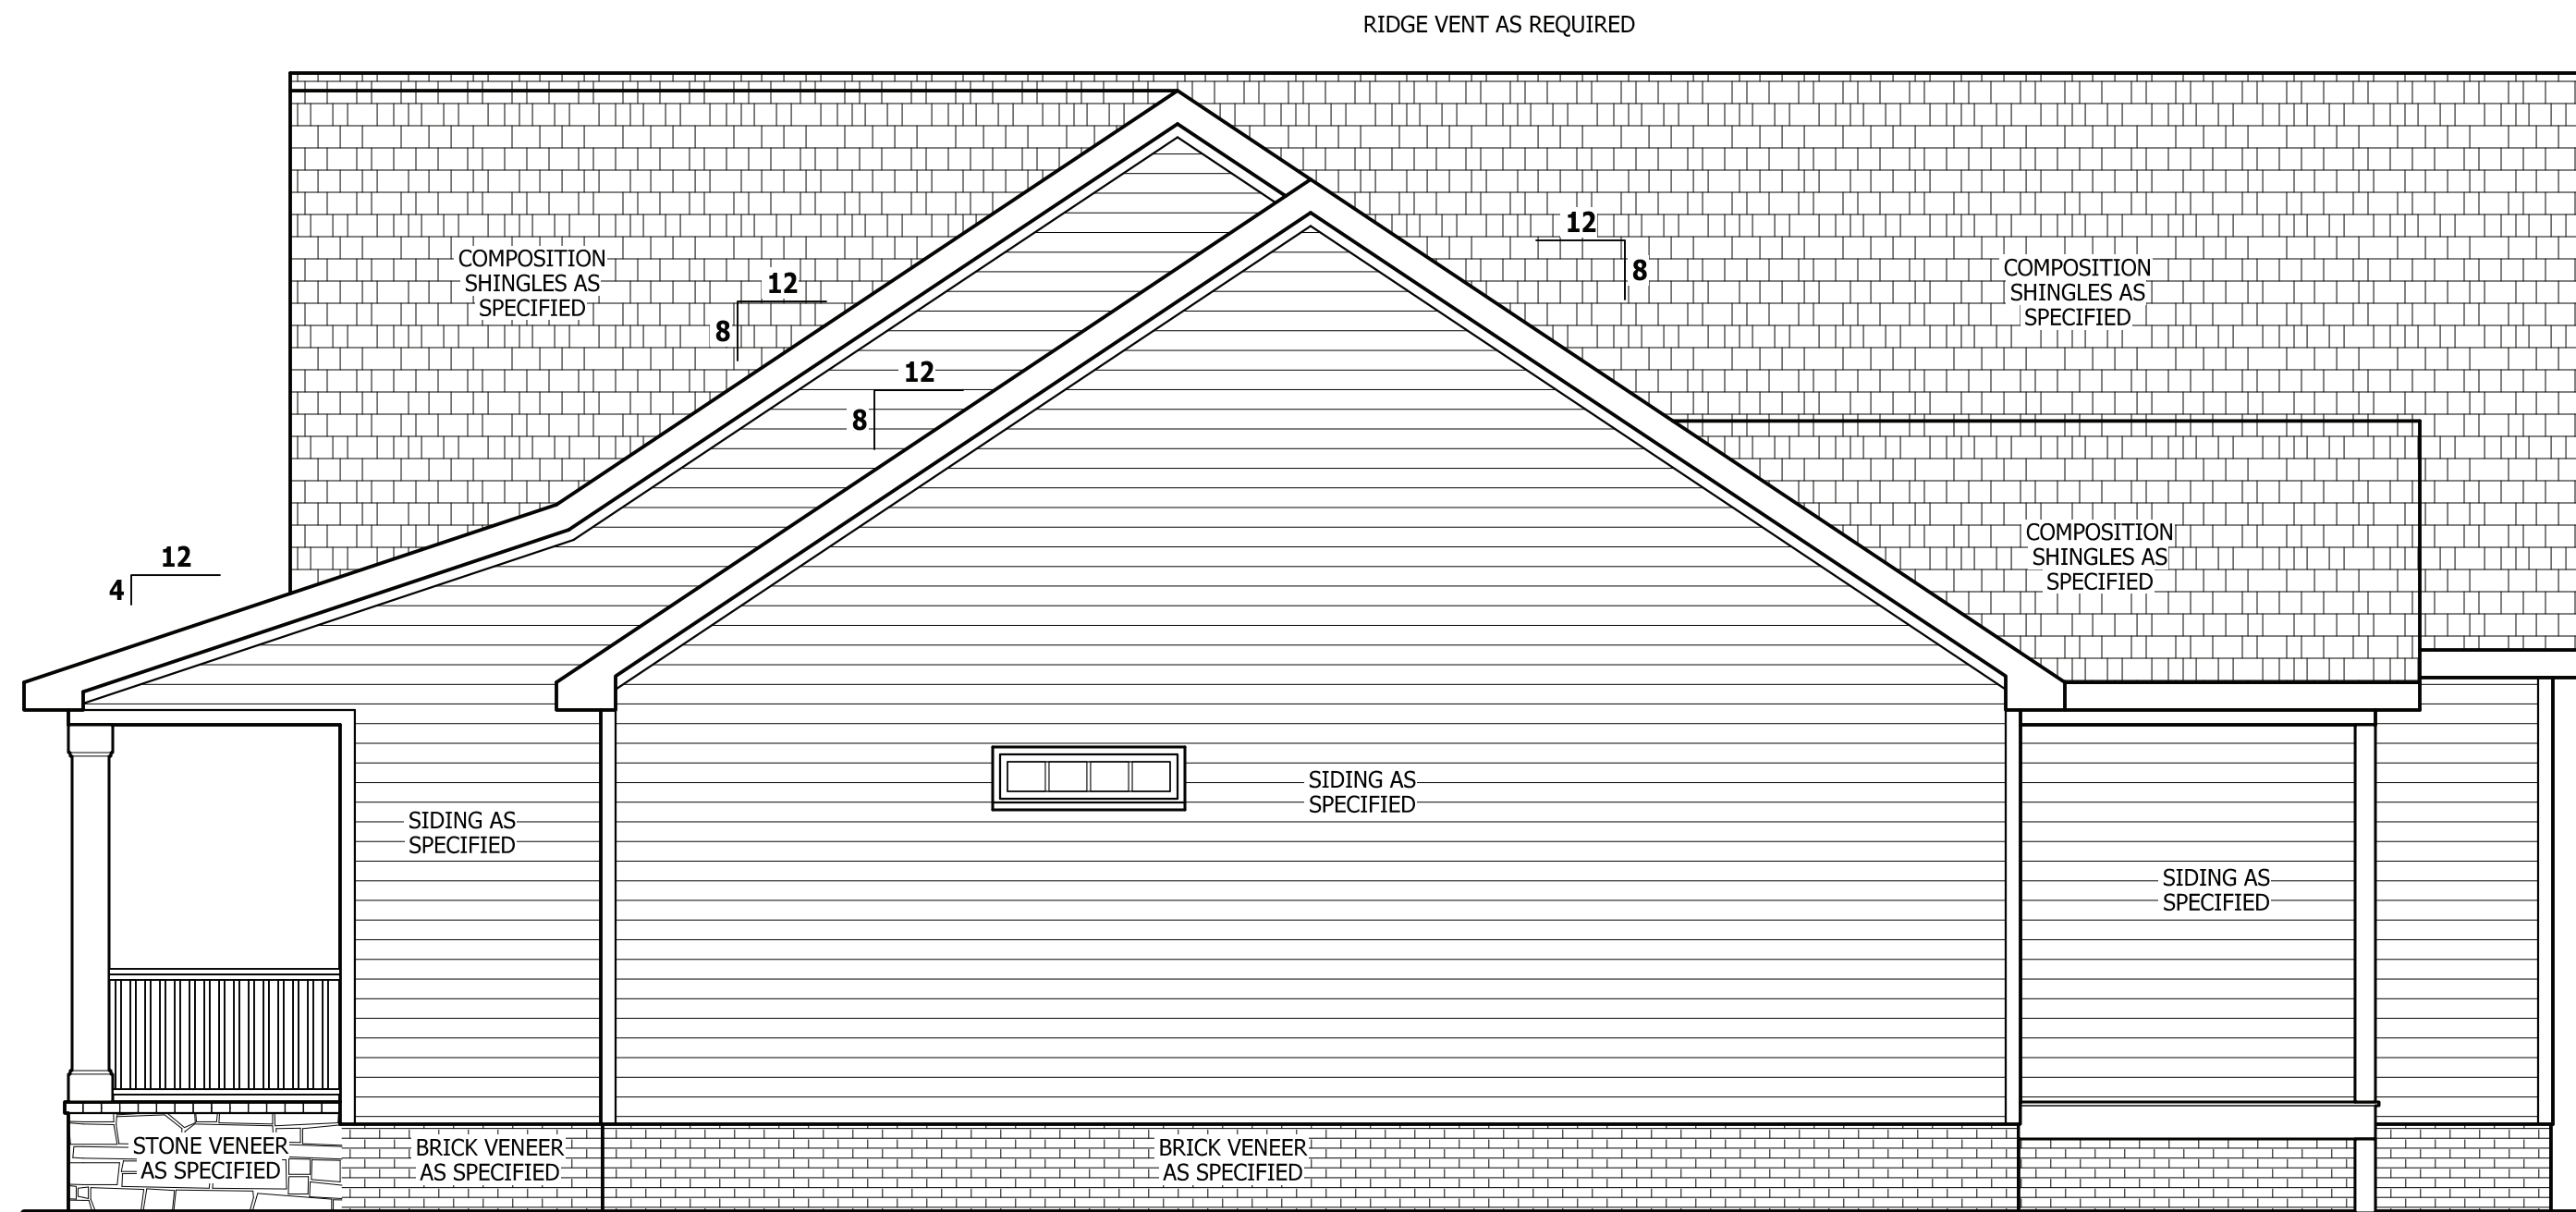 RIDGE VENT AS REQUIRED
COMPOSITION
SHINGLES AS
SPECIFIED
12
8
12
8
12
8
COMPOSITION
SHINGLES AS
SPECIFIED
12
4
COMPOSITION
SHINGLES AS
SPECIFIED
SIDING AS
SPECIFIED
SIDING AS
SPECIFIED
SIDING AS
SPECIFIED
STONE VENEER
AS SPECIFIED
BRICK VENEER
AS SPECIFIED
BRICK VENEER
AS SPECIFIED